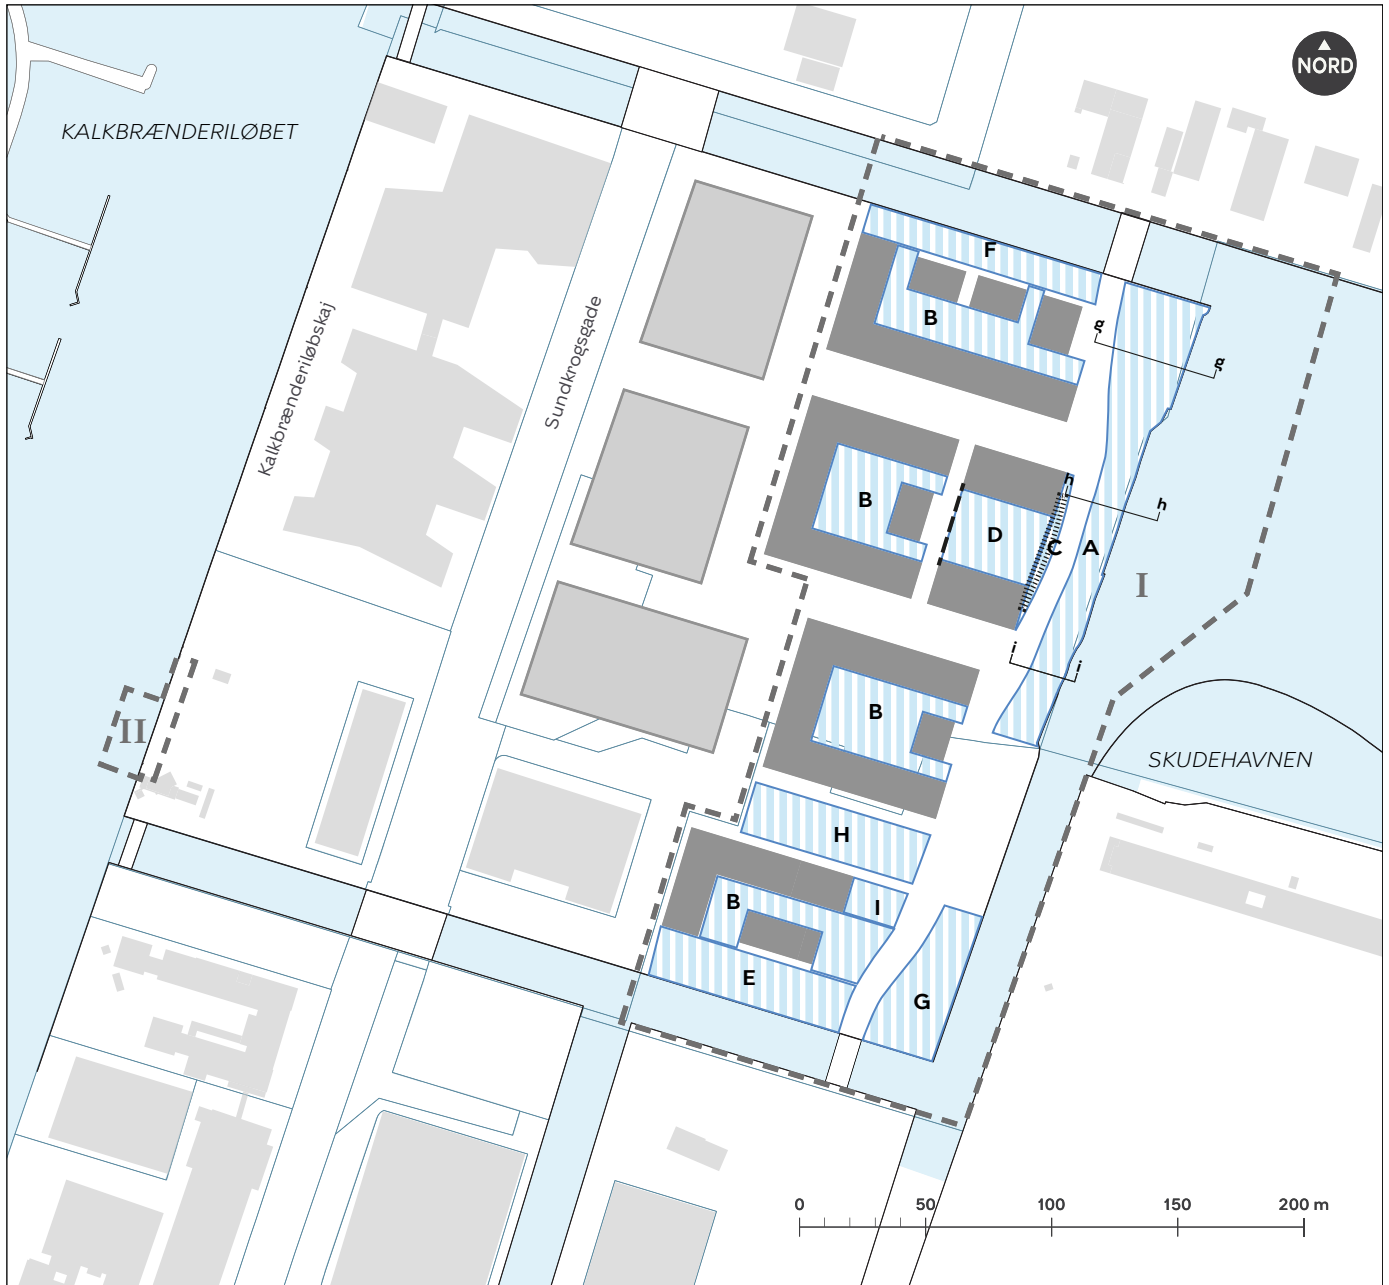 NORD
KALKBRÆNDERILØBET
F
B
g
g
Kalkbrænderiløbskaj
Sundkrogsgade
h
B
h
D
C
A
I
i
i
B
II
SKUDEHAVNEN
H
B
I
E
G
0 50 100 150 200 m